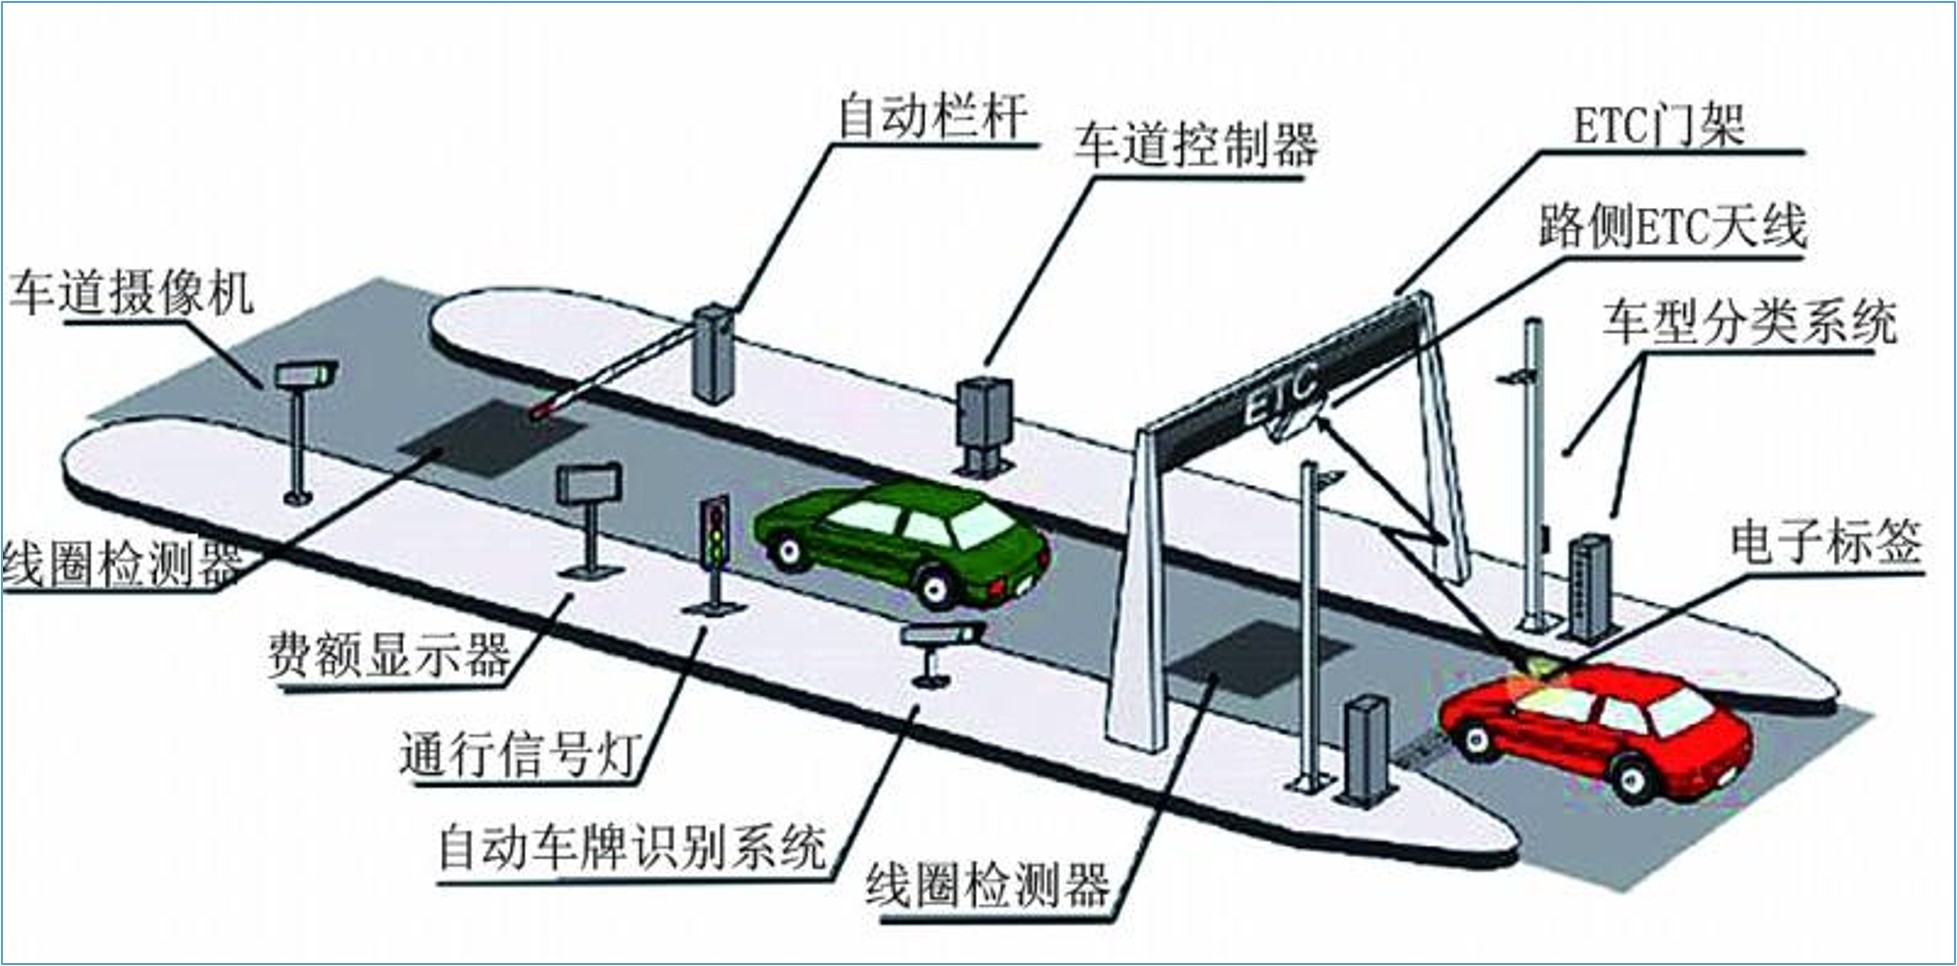 自动栏杆
车道控制器
ETC门架
路侧ETC天线
车道摄像机
车型分类系统
ETC
电子标签
线圈检测器
费额显示器
通行信号灯
自动车牌识别系统
线圈检测器